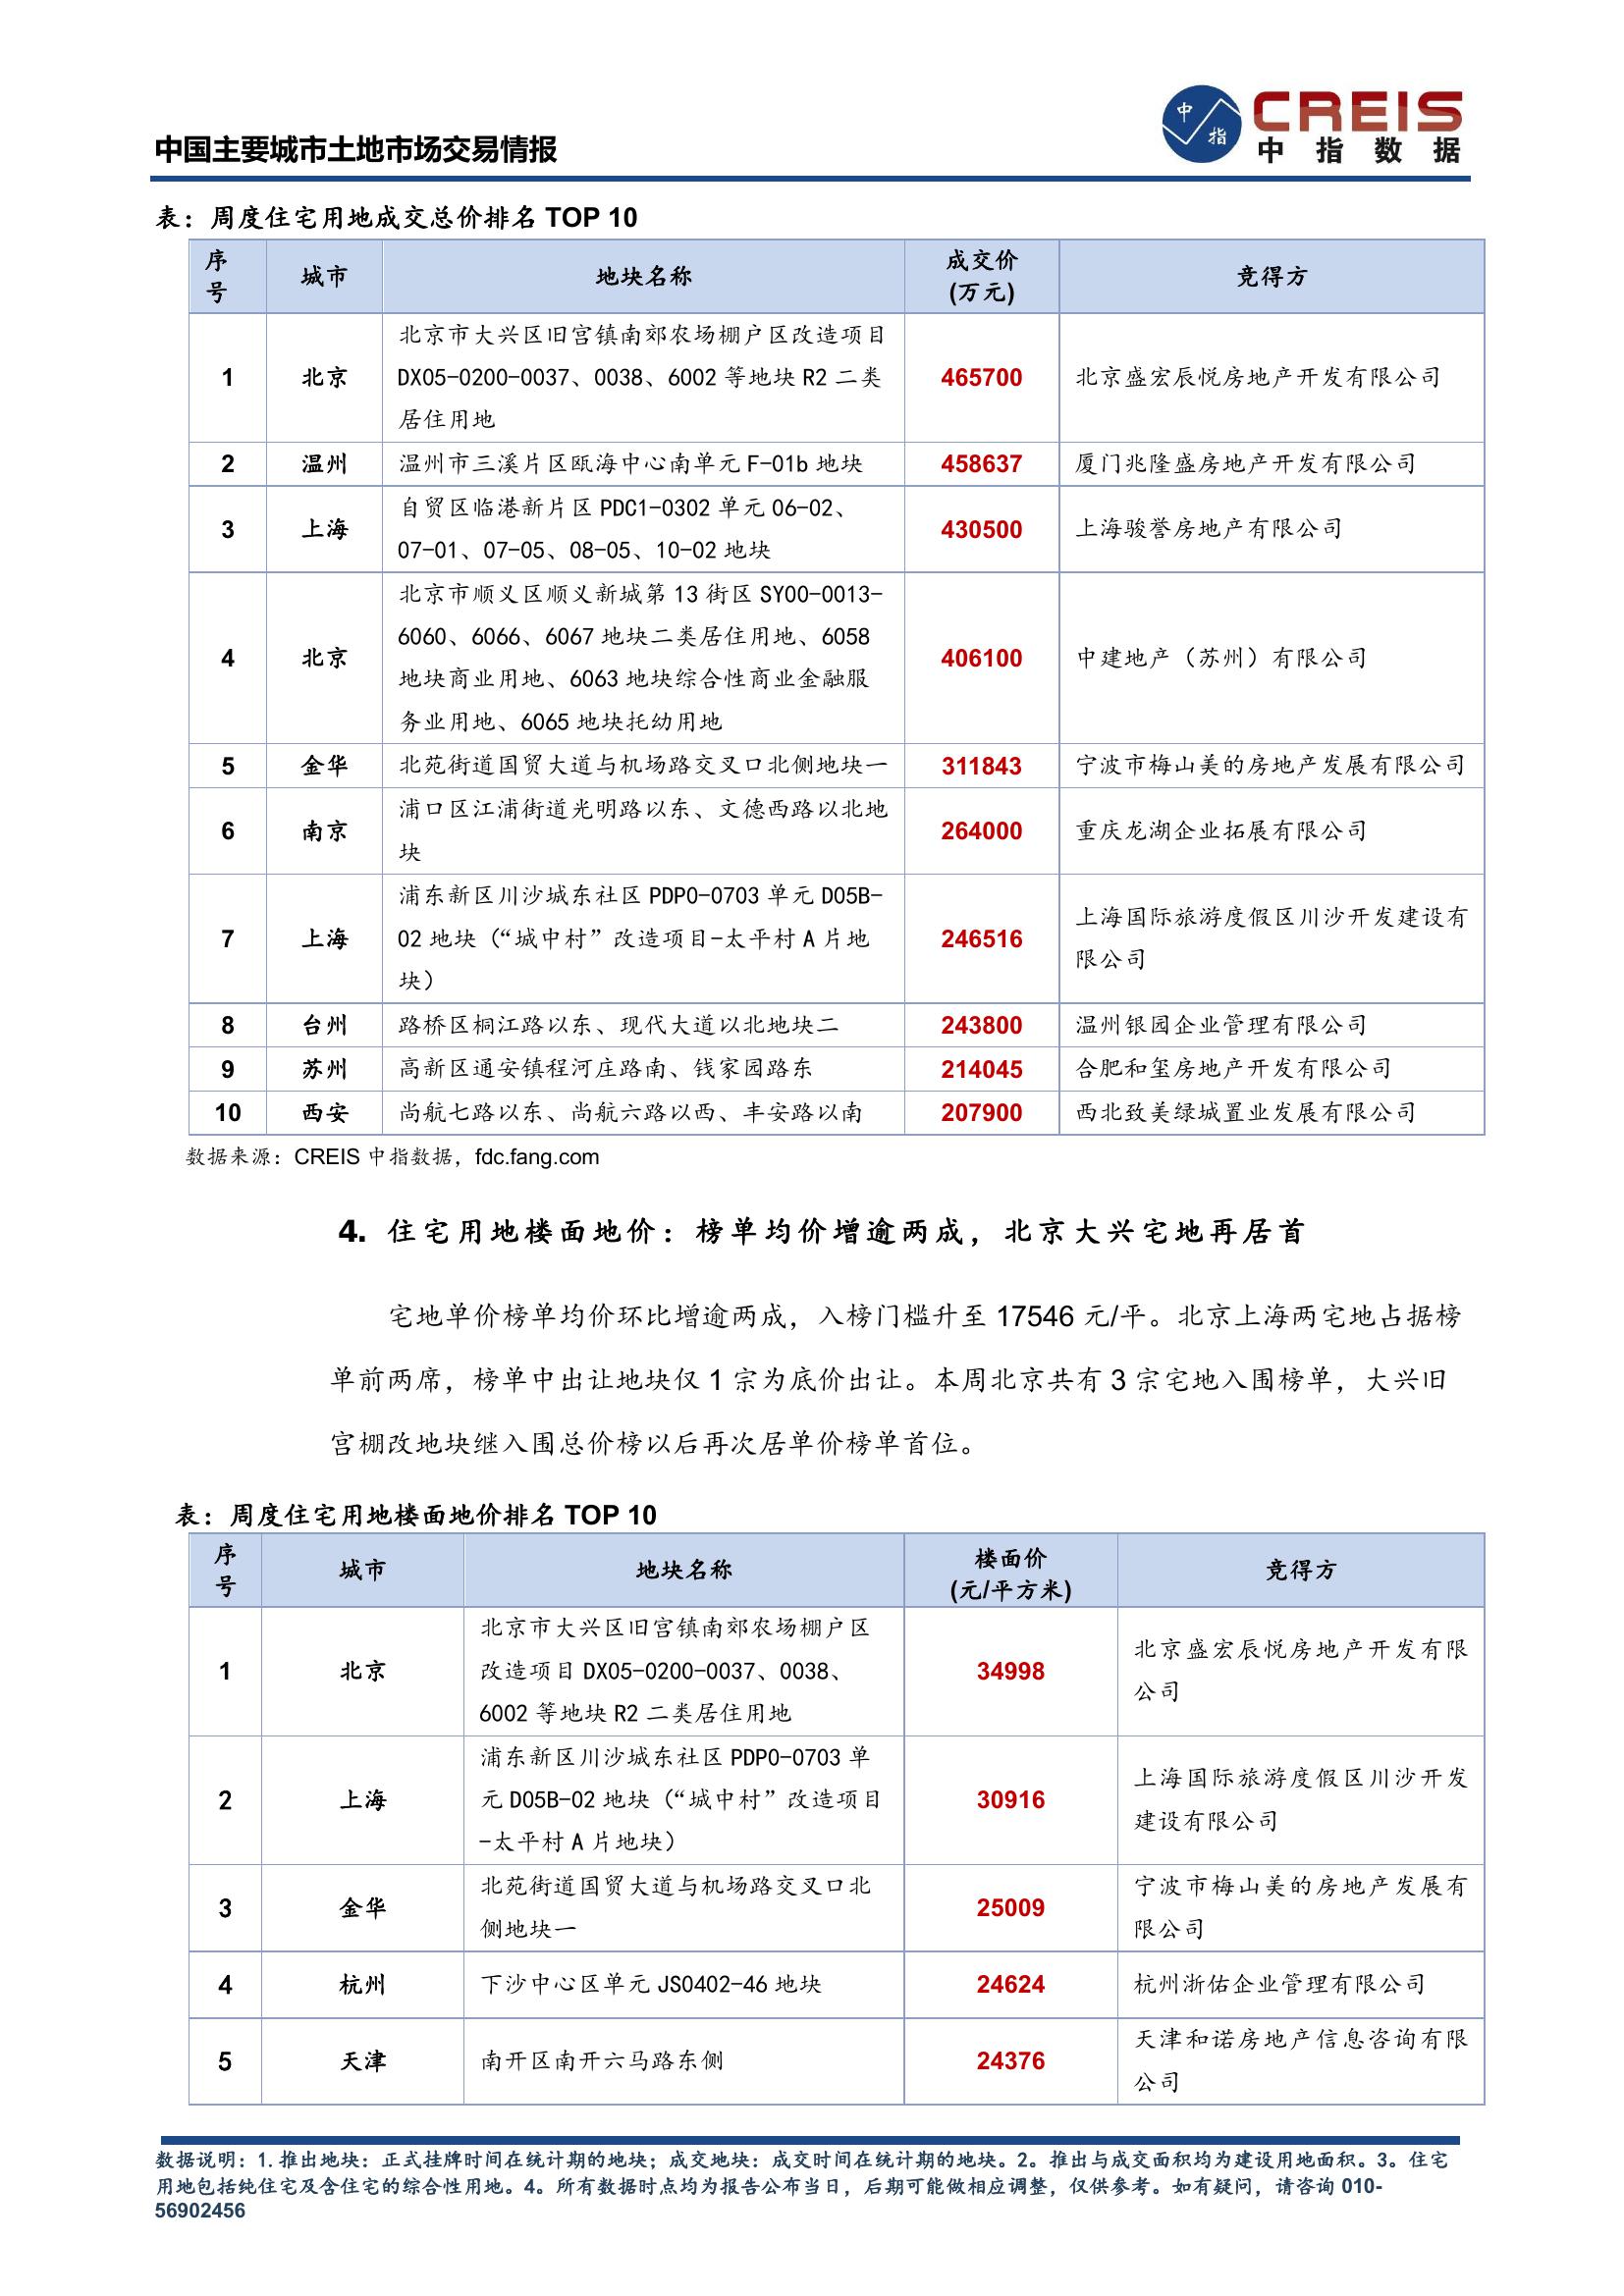 中国主要城市土地市场交易情报
中 指
CREIS
中 指 数 据
表：周度住宅用地成交总价排名 TOP 10
序号 城市 地块名称 成交价(万元) 竞得方
北京市大兴区旧宫镇南郊农场棚户区改造项目
1 北京 DX05-0200-0037、0038、6002 等地块 R2 二类 465700 北京盛宏辰悦房地产开发有限公司
居住用地
2 温州 温州市三溪片区瓯海中心南单元 F-01b 地块 458637 厦门兆隆盛房地产开发有限公司
自贸区临港新片区 PDC1-0302 单元 06-02、
3 上海 430500 上海骏誉房地产有限公司
07-01、07-05、08-05、10-02 地块
北京市顺义区顺义新城第 13 街区 SY00-0013-
6060、6066、6067 地块二类居住用地、6058
4 北京 406100 中建地产（苏州）有限公司
地块商业用地、6063 地块综合性商业金融服
务业用地、6065 地块托幼用地
5 金华 北苑街道国贸大道与机场路交叉口北侧地块一 311843 宁波市梅山美的房地产发展有限公司
浦口区江浦街道光明路以东、文德西路以北地
6 南京 264000 重庆龙湖企业拓展有限公司
块
浦东新区川沙城东社区 PDP0-0703 单元 D05B-
7 上海 02 地块（“城中村”改造项目-太平村 A 片地 246516 上海国际旅游度假区川沙开发建设有
块） 限公司
8 台州 路桥区桐江路以东、现代大道以北地块二 243800 温州银园企业管理有限公司
9 苏州 高新区通安镇程河庄路南、钱家园路东 214045 合肥和玺房地产开发有限公司
10 西安 尚航七路以东、尚航六路以西、丰安路以南 207900 西北致美绿城置业发展有限公司
数据来源：CREIS 中指数据，fdc.fang.com
4. 住宅用地楼面地价：榜单均价增逾两成，北京大兴宅地再居首
宅地单价榜单均价环比增逾两成，入榜门槛升至 17546 元/平。北京上海两宅地占据榜
单前两席，榜单中出让地块仅 1 宗为底价出让。本周北京共有 3 宗宅地入围榜单，大兴旧
宫棚改地块继入围总价榜以后再次居单价榜单首位。
表：周度住宅用地楼面地价排名 TOP 10
序号 城市 地块名称 楼面价(元/平方米) 竞得方
北京市大兴区旧宫镇南郊农场棚户区
1 北京 改造项目 DX05-0200-0037、0038、 34998 北京盛宏辰悦房地产开发有限
6002 等地块 R2 二类居住用地 公司
浦东新区川沙城东社区 PDP0-0703 单
2 上海 元 D05B-02 地块（“城中村”改造项目 30916 上海国际旅游度假区川沙开发
-太平村 A 片地块） 建设有限公司
北苑街道国贸大道与机场路交叉口北 宁波市梅山美的房地产发展有
3 金华 25009
侧地块一 限公司
4 杭州 下沙中心区单元 JS0402-46 地块 24624 杭州浙佑企业管理有限公司
5 天津 南开区南开六马路东侧 24376 天津和诺房地产信息咨询有限
公司
数据说明：1.推出地块：正式挂牌时间在统计期的地块；成交地块：成交时间在统计期的地块。2。推出与成交面积均为建设用地面积。3。住宅
用地包括纯住宅及含住宅的综合性用地。4。所有数据时点均为报告公布当日，后期可能做相应调整，仅供参考。如有疑问，请咨询 010-
56902456